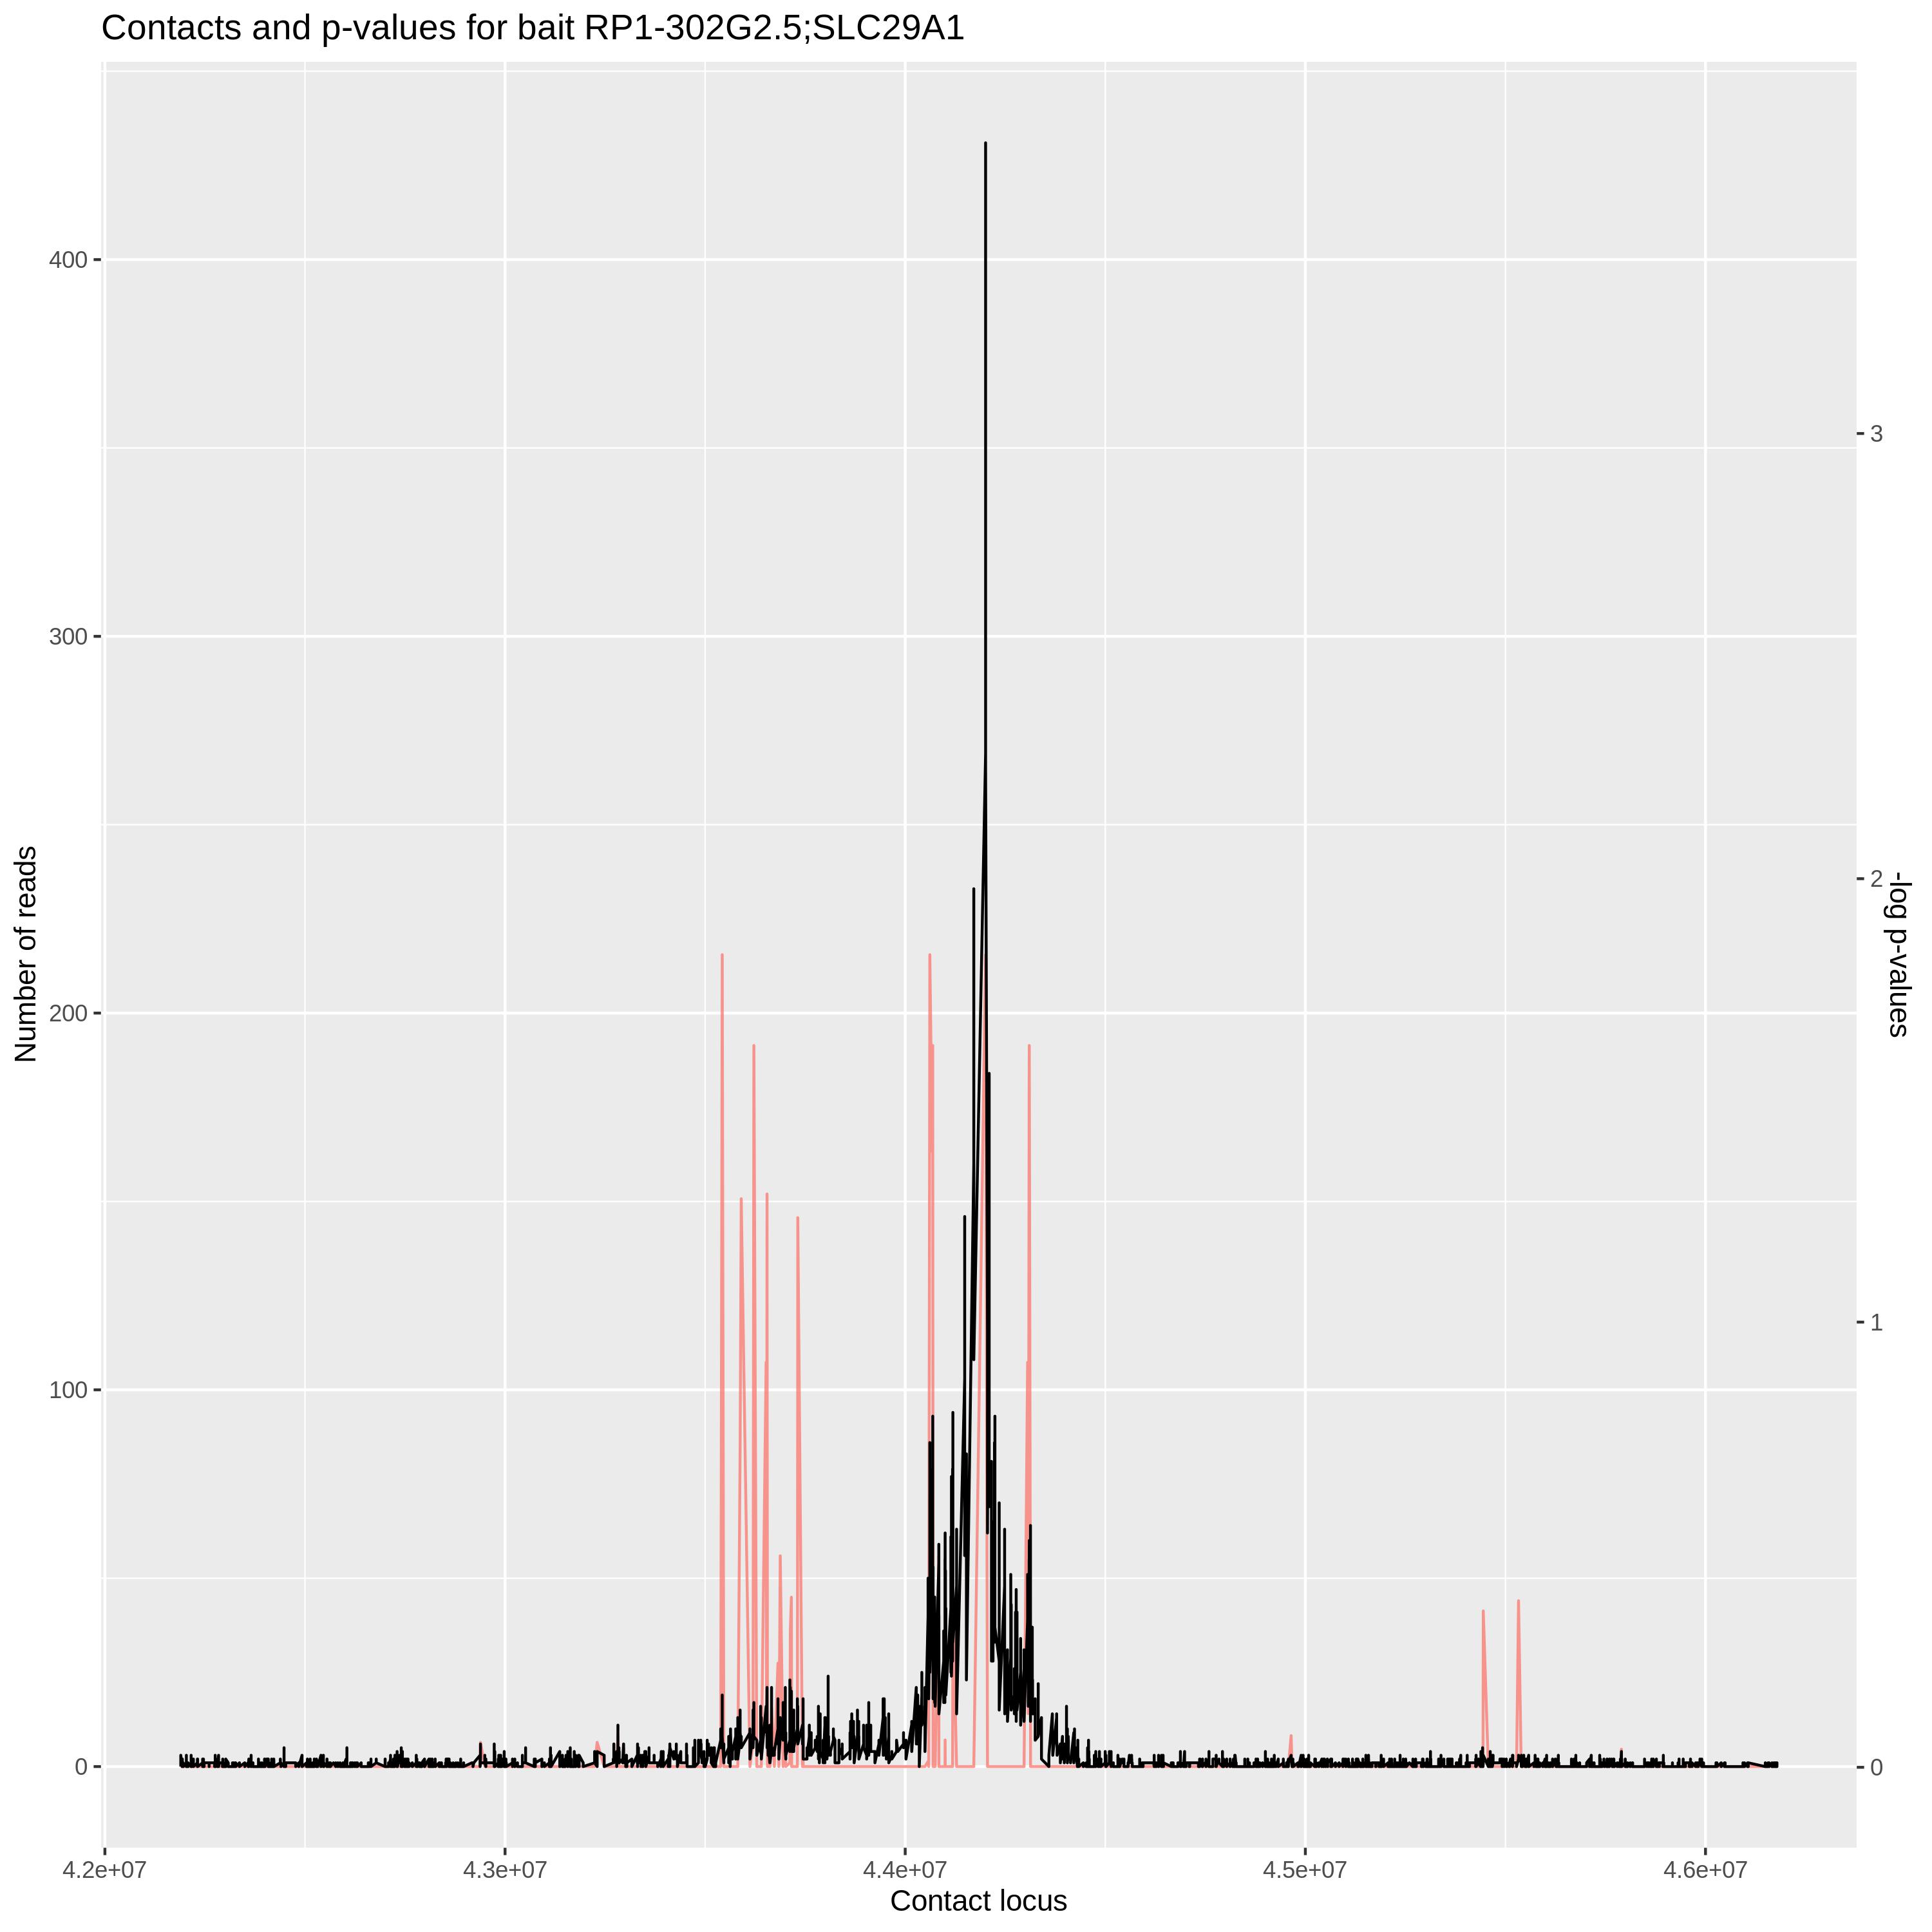 Contacts and p-values for bait RP1-302G2.5;SLC29A1
400
300
200
100
0
Number of reads
3
2
1
0
-log p-values
4.2e+07
4.3e+07
4.4e+07
4.5e+07
4.6e+07
Contact locus